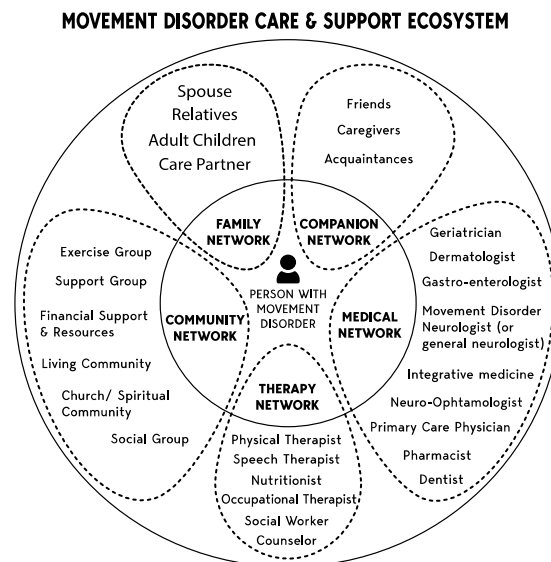 MOVEMENT DISORDER CARE & SUPPORT ECOSYSTEM
Spouse
Relatives
Adult Children
Care Partner
FAMILY
NETWORK
Friends
Caregivers
Acquaintances
COMPANION
NETWORK
PERSON WITH
MOVEMENT
DISORDER
Exercise Group
Support Group
Financial Support
& Resources
Living Community
Church/ Spiritual
Community
Social Group
COMMUNITY
NETWORK
MEDICAL
NETWORK
Geriatrician
Dermatologist
Gastro-enterologist
Movement Disorder
Neurologist (or
general neurologist)
Integrative medicine
Neuro-Ophtamologist
Primary Care Physician
Pharmacist
Dentist
THERAPY
NETWORK
Physical Therapist
Speech Therapist
Nutritionist
Occupational Therapist
Social Worker
Counselor